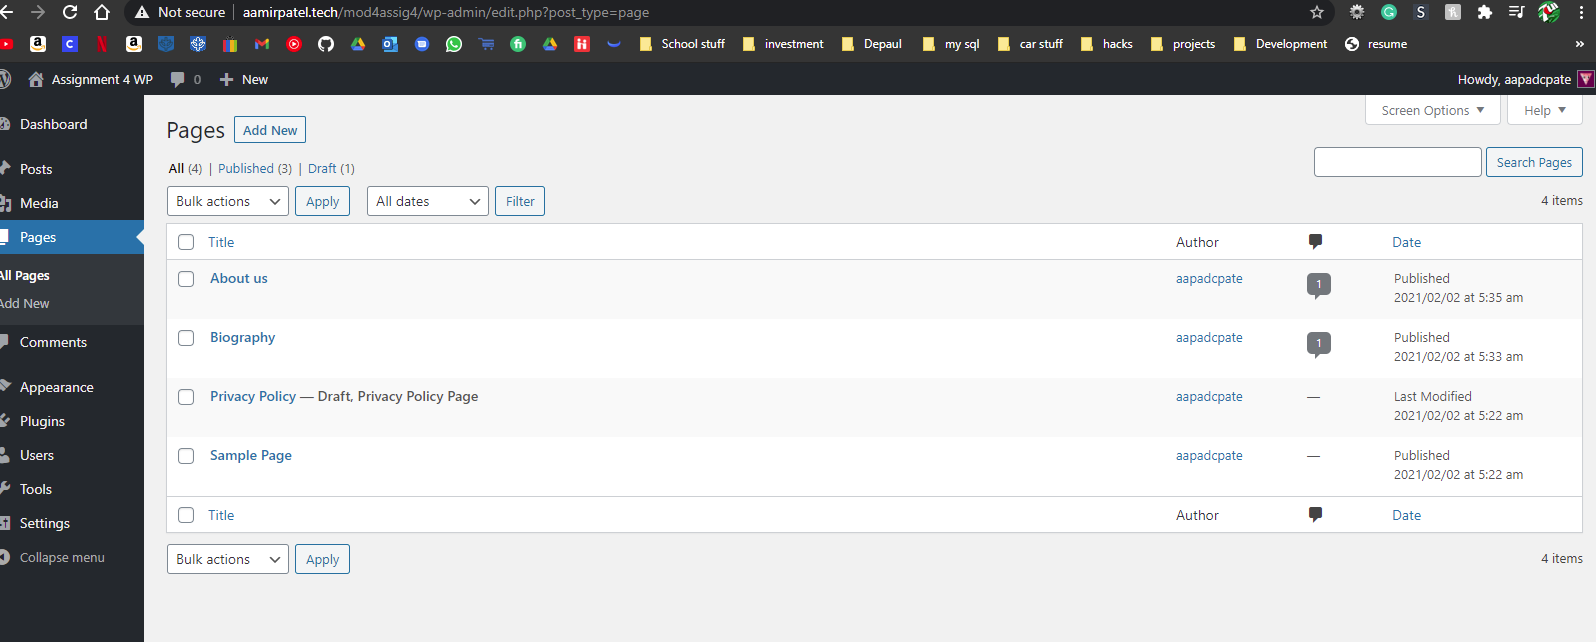 Not secure | aamirpatel.tech/mod4assig4/wp-admin/edit.php?post_type=page
School stuff investment Depaul my sql car stuff hacks projects Development resume »
Assignment 4 WP 0 New Howdy, aapadcpate
Screen Options Help
Dashboard
Posts
Media
Pages
All Pages
Add New
Comments
Appearance
Plugins
Users
Tools
Settings
Collapse menu
Pages Add New
All (4) | Published (3) | Draft (1)
Search Pages
Bulk actions Apply All dates Filter 4 items
Title Author Date
About us aapadcpate 1 Published
2021/02/02 at 5:35 am
Biography aapadcpate 1 Published
2021/02/02 at 5:33 am
Privacy Policy — Draft, Privacy Policy Page aapadcpate — Last Modified
2021/02/02 at 5:22 am
Sample Page aapadcpate — Published
2021/02/02 at 5:22 am
Title Author Date
Bulk actions Apply 4 items